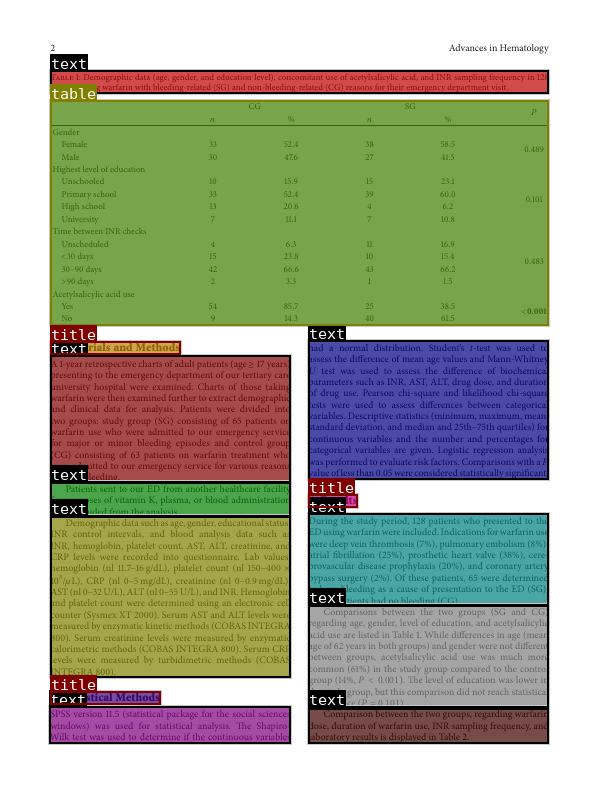 2
Advances in Hematology
text
TABLE 1: Demographic data (age, gender, and education level), concomitant use of acetylsalicylic acid, and INR sampling frequency in 128
table
warfarin with bleeding-related (SG) and non-bleeding-related (CG) reasons for their emergency department visit.
CG SG P
n % n %
Gender
Female 33 52.4 38 58.5
0.489
Male 30 47.6 27 41.5
Highest level of education
Unschooled 10 15.9 15 23.1
Primary school 33 52.4 39 60.0
0.101
High school 13 20.6 4 6.2
University 7 11.1 7 10.8
Time between INR checks
Unscheduled 4 6.3 11 16.9
<30 days 15 23.8 10 15.4
0.483
30–90 days 42 66.6 43 66.2
>90 days 2 3.3 1 1.5
Acetylsalicylic acid use
Yes 54 85.7 25 38.5
<0.001
No 9 14.3 40 61.5
title
rials and Methods
text
A 1-year retrospective charts of adult patients (age ≥ 17 years,
presenting to the emergency department of our tertiary care
university hospital were examined. Charts of those taking
warfarin were then examined further to extract demographic
and clinical data for analysis. Patients were divided into
two groups: study group (SG) consisting of 65 patients on
warfarin use who were admitted to our emergency service
for major or minor bleeding episodes and control group
(CG) consisting of 63 patients on warfarin treatment who
mitted to our emergency service for various reasons
text
leeding.
Patients sent to our ED from another healthcare facility
oses of vitamin K, plasma, or blood administration
text
uded from the analysis.
Demographic data such as age, gender, educational status,
INR control intervals, and blood analysis data such as
INR, hemoglobin, platelet count, AST, ALT, creatinine, and
CRP levels were recorded into questionnaire. Lab values
hemoglobin (nl 11.7–16 g/dL), platelet count (nl 150–400 ×
10³/μL), CRP (nl 0–5 mg/dL), creatinine (nl 0–0.9 mg/dL)
AST (nl 0–32 U/L), ALT (nl 0–55 U/L), and INR. Hemoglobin
and platelet count were determined using an electronic cell
counter (Sysmex XT 2000). Serum AST and ALT levels were
measured by enzymatic kinetic methods (COBAS INTEGRA
800). Serum creatinine levels were measured by enzymatic
calorimetric methods (COBAS INTEGRA 800). Serum CRP
levels were measured by turbidimetric methods (COBAS
INTEGRA 800).
title
stical Methods
text
SPSS version 11.5 (statistical package for the social sciences
windows) was used for statistical analysis. The Shapiro-
Wilk test was used to determine if the continuous variables
text
had a normal distribution. Student's t-test was used to
assess the difference of mean age values and Mann-Whitney
U test was used to assess the difference of biochemical
parameters such as INR, AST, ALT, drug dose, and duration
of drug use. Pearson chi-square and likelihood chi-square
tests were used to assess differences between categorical
variables. Descriptive statistics (minimum, maximum, mean
standard deviation, and median and 25th–75th quartiles) for
continuous variables and the number and percentages for
categorical variables are given. Logistic regression analysis
was performed to evaluate risk factors. Comparisons with a P
value of less than 0.05 were considered statistically significant.
title
text
During the study period, 128 patients who presented to the
ED using warfarin were included. Indications for warfarin use
were deep vein thrombosis (7%), pulmonary embolism (8%)
atrial fibrillation (25%), prosthetic heart valve (38%), cere-
brovascular disease prophylaxis (20%), and coronary artery
bypass surgery (2%). Of these patients, 65 were determined
bleeding as a cause of presentation to the ED (SG)
text
tients had no bleeding (CG).
Comparisons between the two groups (SG and CG)
regarding age, gender, level of education, and acetylsalicylic
acid use are listed in Table 1. While differences in age (mean
age of 62 years in both groups) and gender were not different
between groups, acetylsalicylic acid use was much more
common (61%) in the study group compared to the control
group (14%, P < 0.001). The level of education was lower in
group, but this comparison did not reach statistical
text
(P = 0.101).
Comparison between the two groups, regarding warfarin
dose, duration of warfarin use, INR sampling frequency, and
laboratory results is displayed in Table 2.